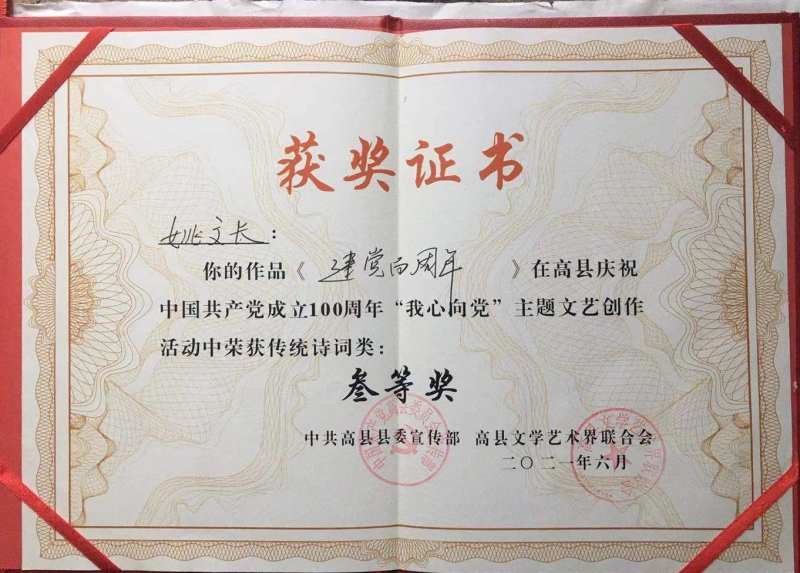 获奖证书
姚文长：
你的作品《建党百周年》在高县庆祝
中国共产党成立100周年“我心向党”主题文艺创作
活动中荣获传统诗词类：
叁等奖
中共高县县委宣传部 高县文学艺术界联合会
二〇二一年六月